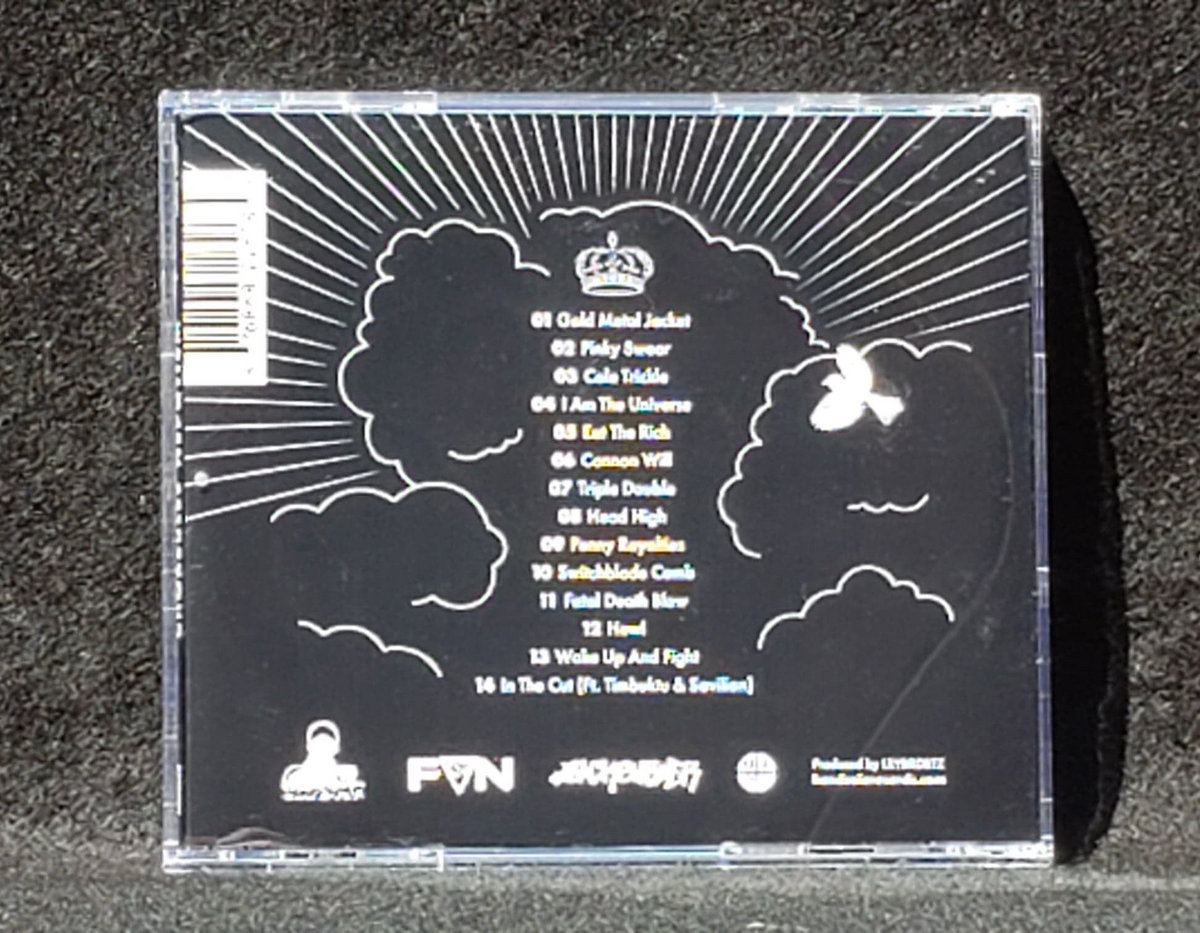 01 Gold Metal Jacket
02 Pinky Swear
03 Cole Trickle
04 I Am The Universe
05 Eat The Rich
06 Cannon Will
07 Triple Double
08 Head High
09 Penny Royalties
10 Switchblade Comb
11 Fatal Death Blow
12 Howl
13 Wake Up And Fight
14 In The Cut (Ft. Timbuktu & Savilion)
FVN
Produced by LEYBIRDETZ